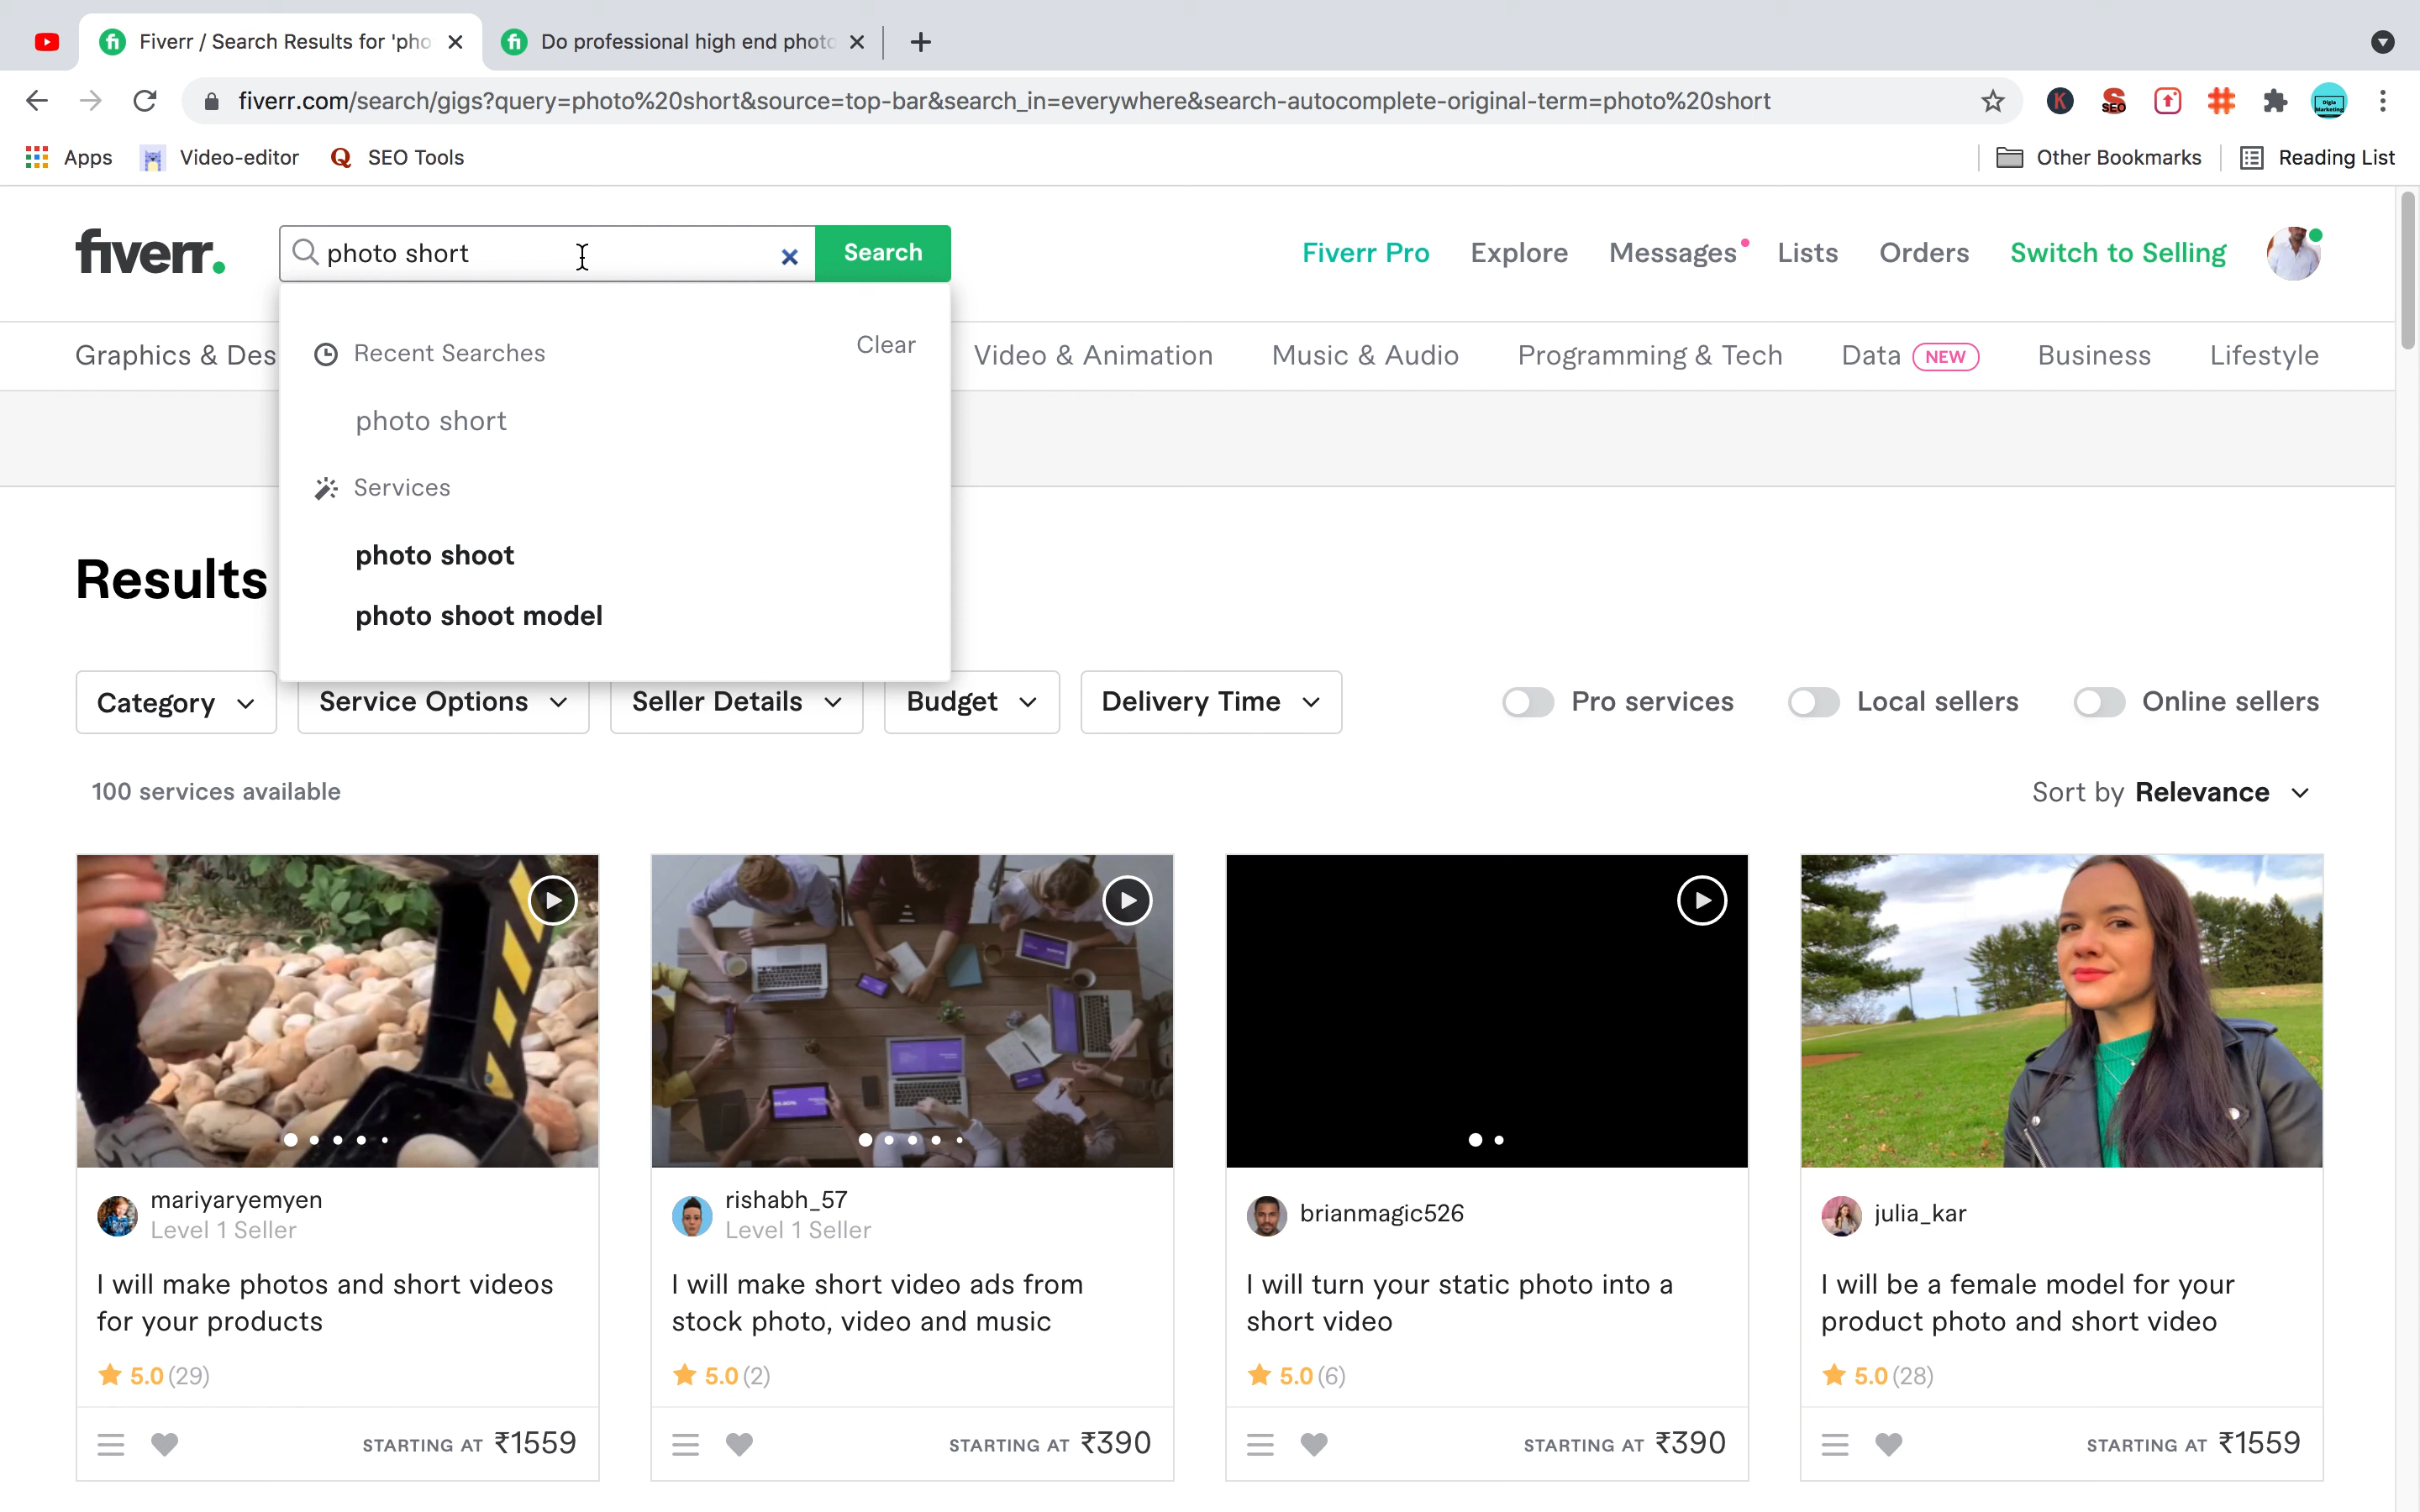 Fiverr / Search Results for 'pho
Do professional high end photo
fiverr.com/search/gigs?query=photo%20short&source=top-bar&search_in=everywhere&search-autocomplete-original-term=photo%20short
K
SEO
Digia
Marketing
Apps
Video-editor
SEO Tools
Other Bookmarks
Reading List
fiverr.
photo short
Search
Fiverr Pro
Explore
Messages
Lists
Orders
Switch to Selling
Graphics & Des
Video & Animation
Music & Audio
Programming & Tech
Data NEW
Business
Lifestyle
Recent Searches
Clear
photo short
Services
photo shoot
photo shoot model
Results
Category
Service Options
Seller Details
Budget
Delivery Time
Pro services
Local sellers
Online sellers
100 services available
Sort by Relevance
mariyaryemyen
Level 1 Seller
I will make photos and short videos
for your products
5.0 (29)
STARTING AT ₹1559
rishabh_57
Level 1 Seller
I will make short video ads from
stock photo, video and music
5.0 (2)
STARTING AT ₹390
brianmagic526
I will turn your static photo into a
short video
5.0 (6)
STARTING AT ₹390
julia_kar
I will be a female model for your
product photo and short video
5.0 (28)
STARTING AT ₹1559